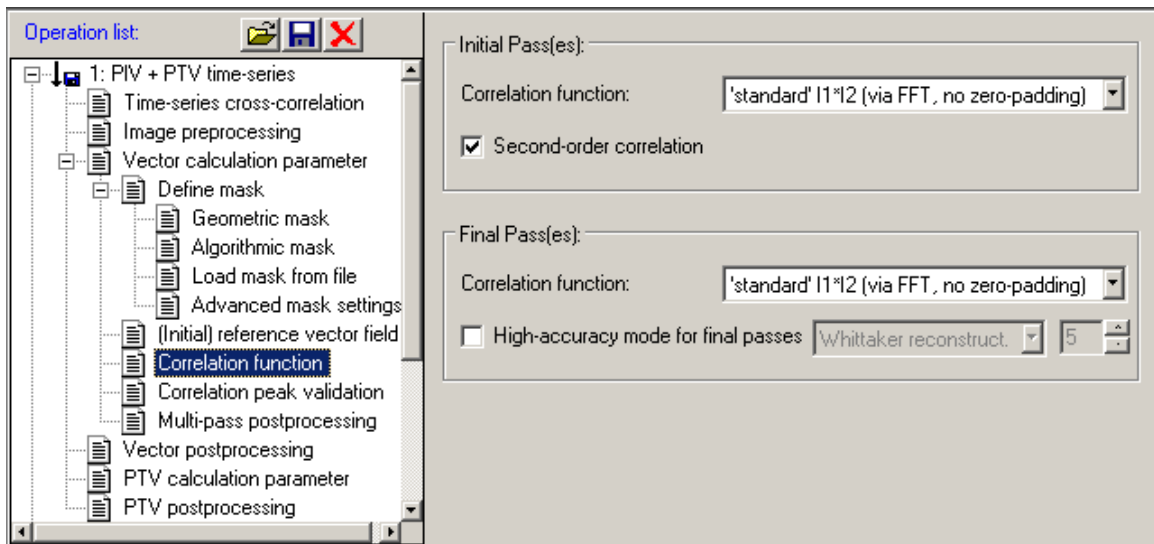 Operation list:
1: PIV + PTV time-series
Time-series cross-correlation
Image preprocessing
Vector calculation parameter
Define mask
Geometric mask
Algorithmic mask
Load mask from file
Advanced mask settings
(Initial) reference vector field
Correlation function
Correlation peak validation
Multi-pass postprocessing
Vector postprocessing
PTV calculation parameter
PTV postprocessing
Initial Pass(es):
Correlation function: 'standard' I1*I2 (via FFT, no zero-padding)
Second-order correlation
Final Pass(es):
Correlation function: 'standard' I1*I2 (via FFT, no zero-padding)
High-accuracy mode for final passes Whittaker reconstruct. 5